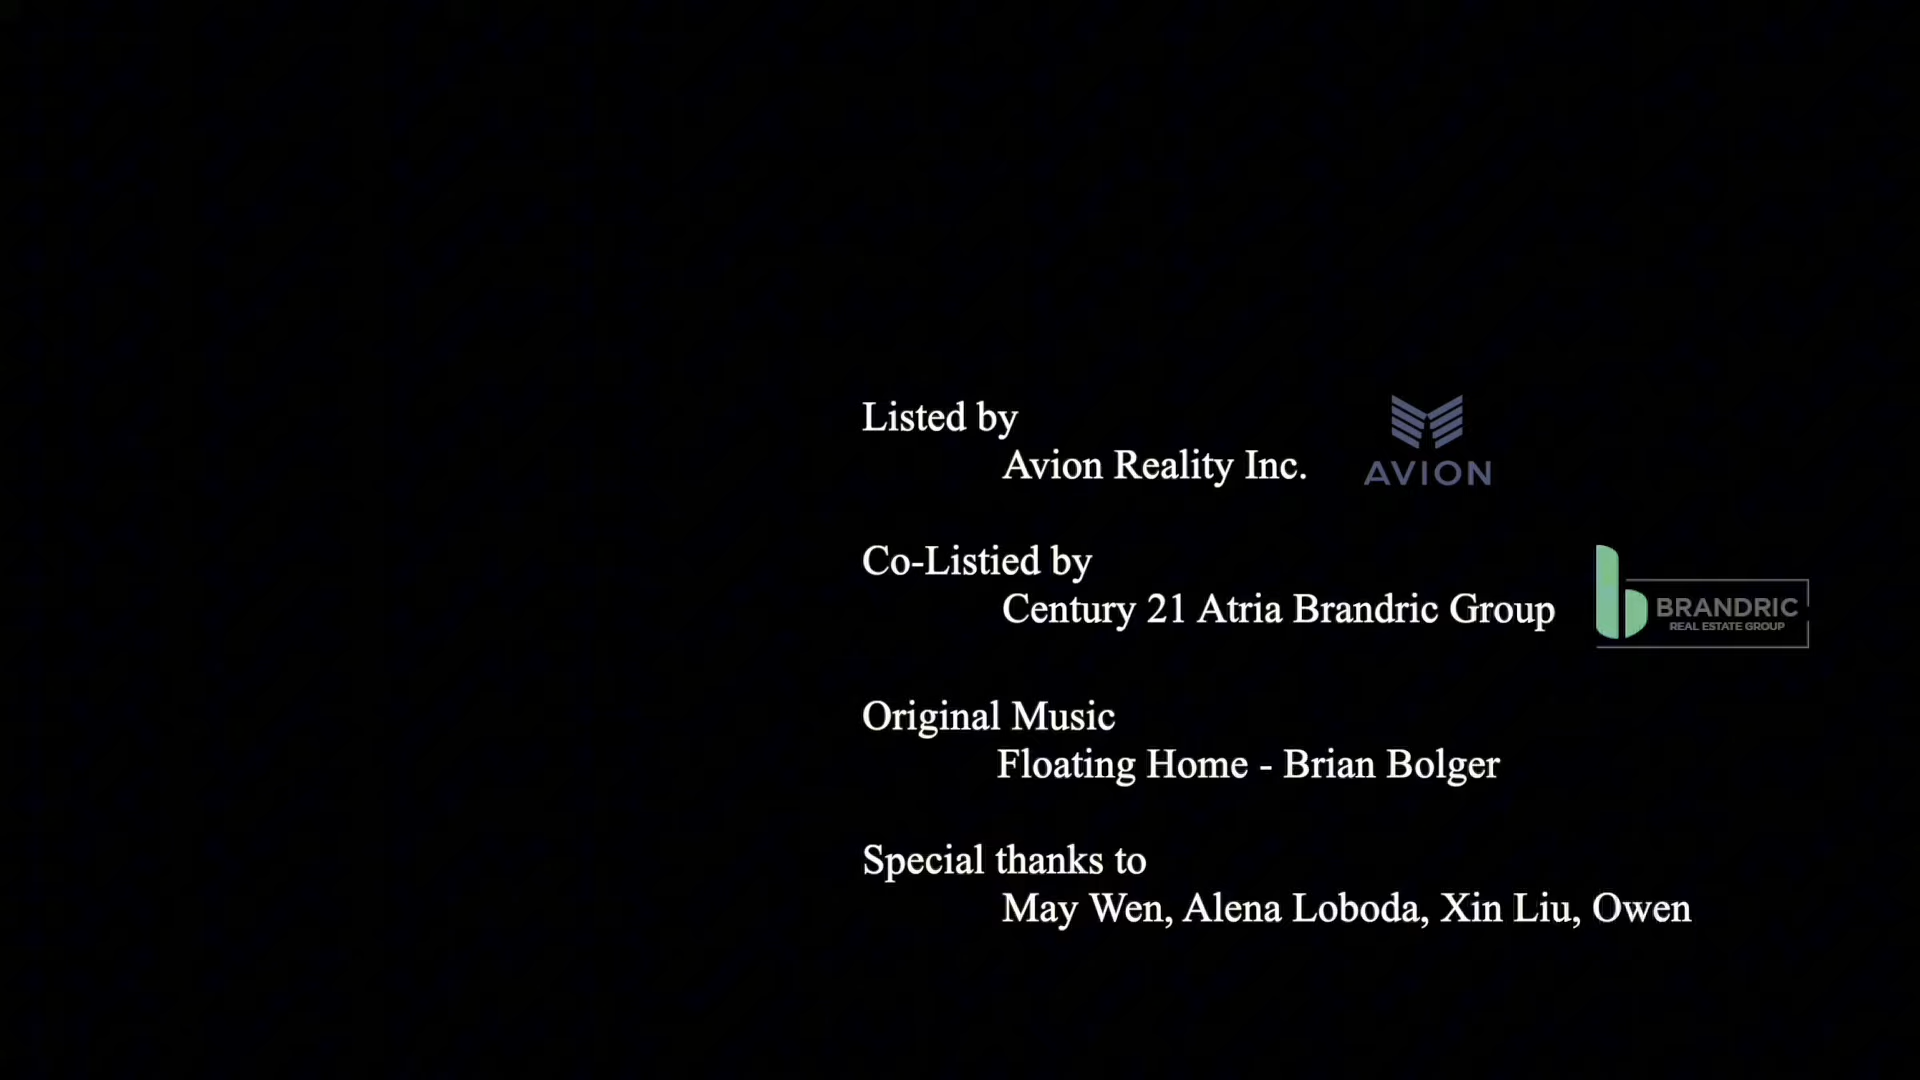 Listed by
Avion Reality Inc.
AVION
Co-Listied by
Century 21 Atria Brandric Group
BRANDRIC
REAL ESTATE GROUP
Original Music
Floating Home - Brian Bolger
Special thanks to
May Wen, Alena Loboda, Xin Liu, Owen